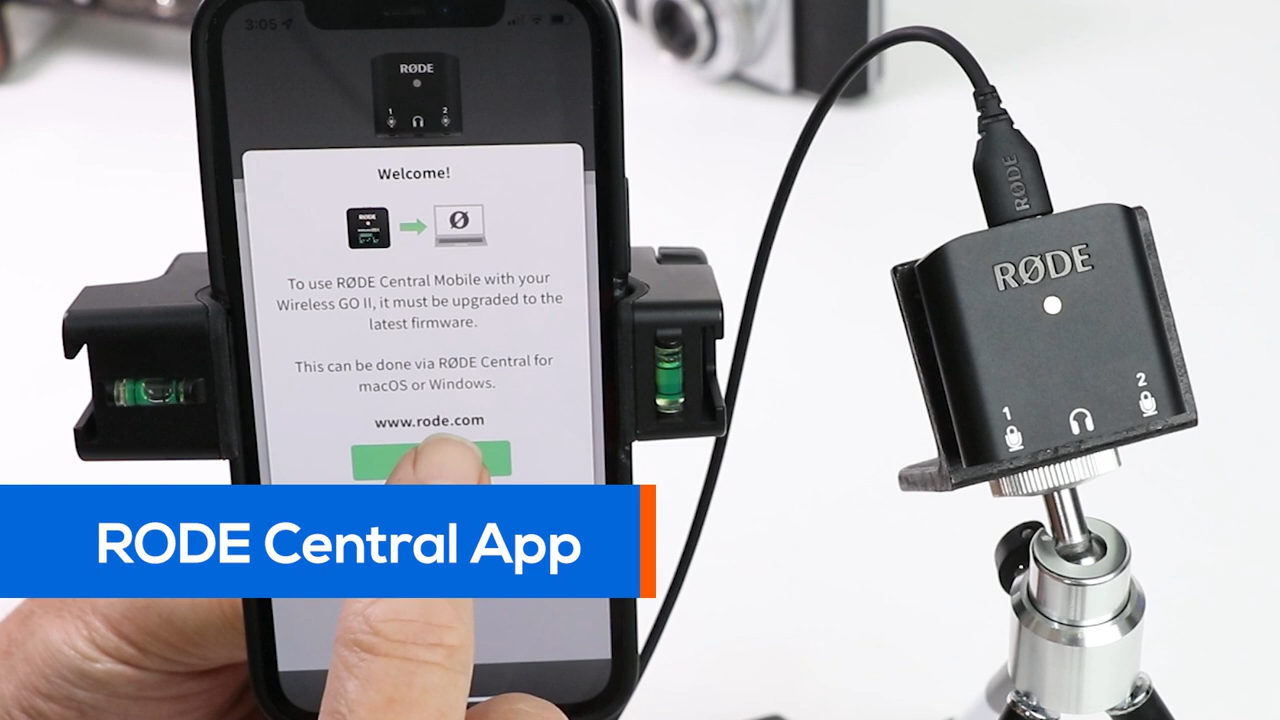 3:05
RØDE
1 2
Welcome!
RØDE
Ø
To use RØDE Central Mobile with your
Wireless GO II, it must be upgraded to the
latest firmware.
This can be done via RØDE Central for
macOS or Windows.
www.rode.com
RODE Central App
RØDE
RØDE
1 2